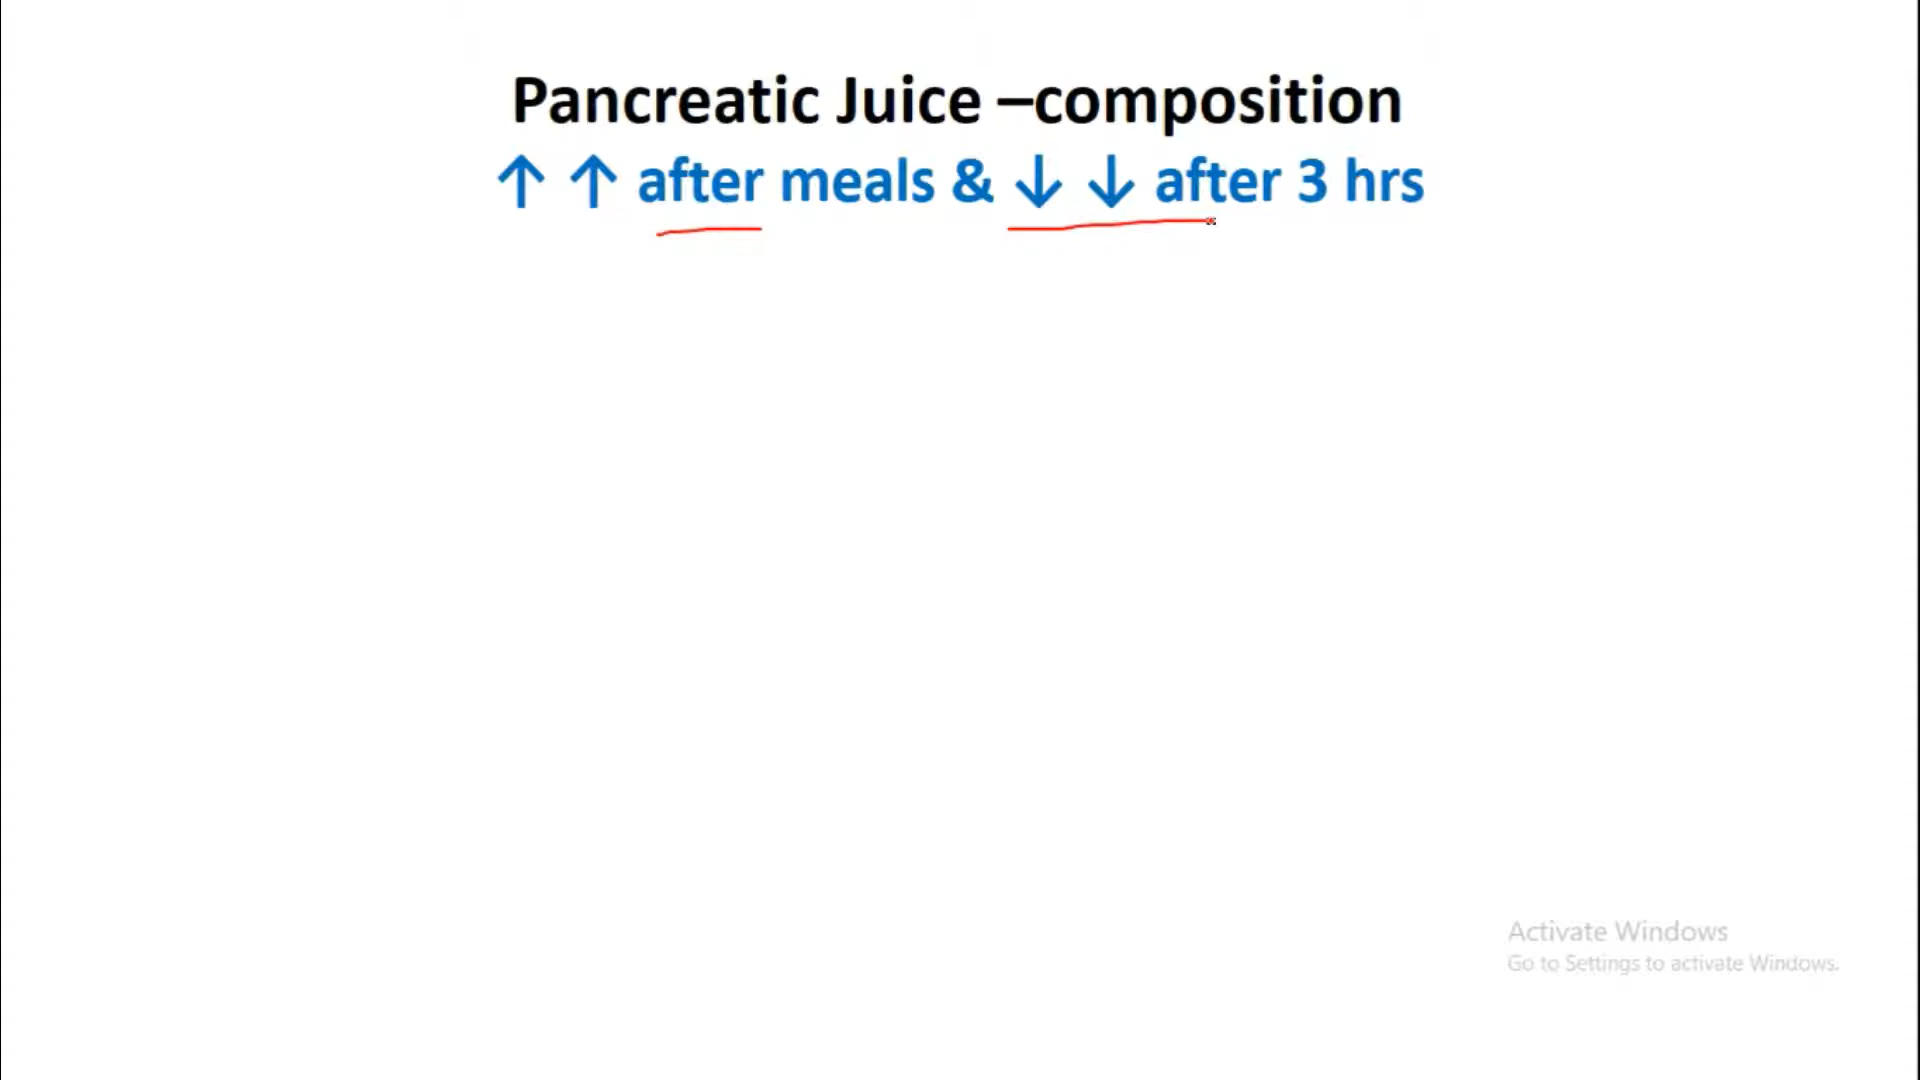 Pancreatic Juice –composition
↑ ↑ after meals & ↓ ↓ after 3 hrs
Activate Windows
Go to Settings to activate Windows.